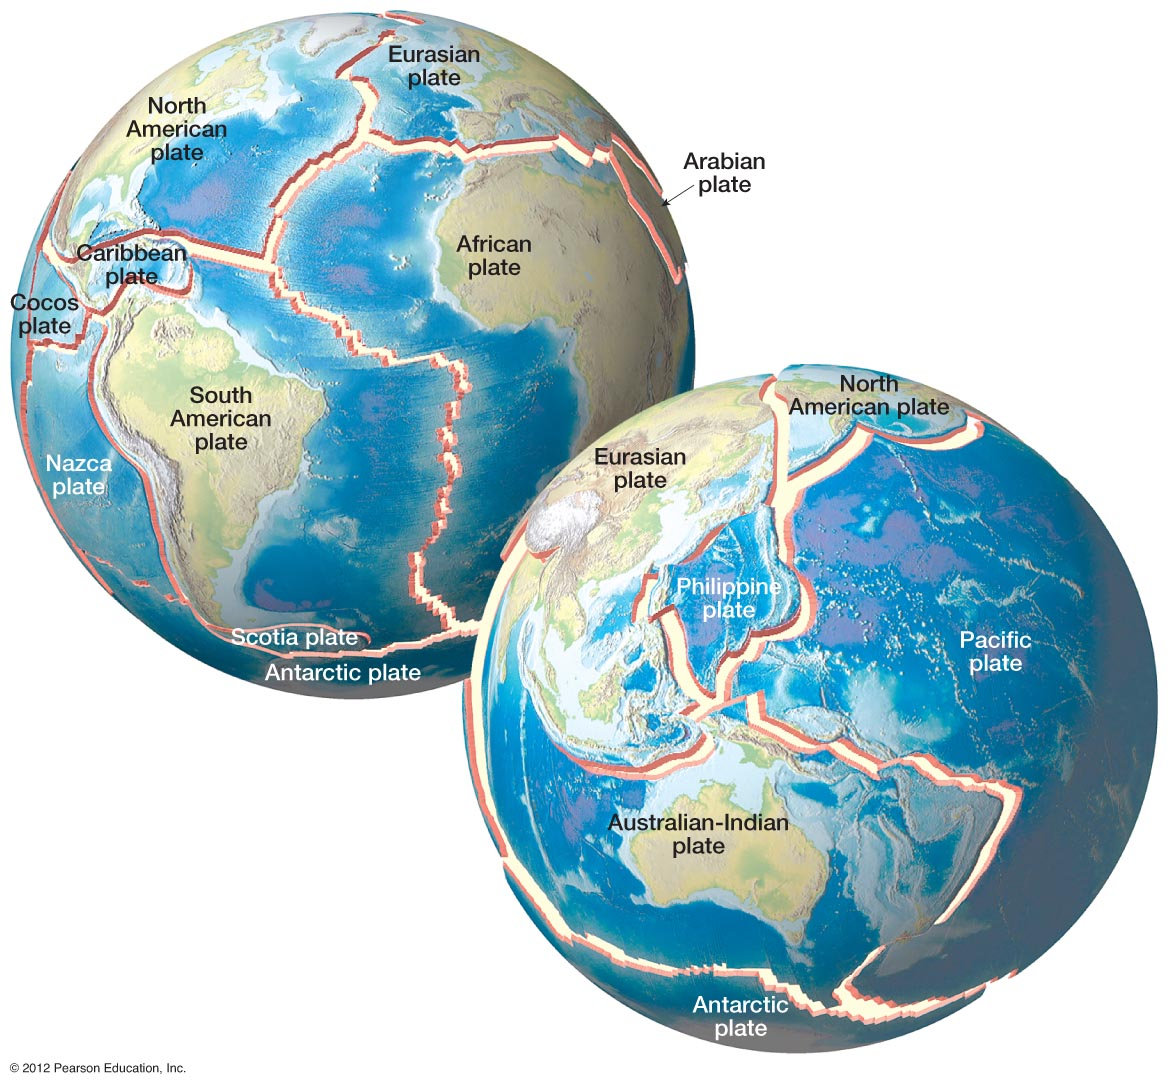 Eurasian
plate
North
American
plate
Arabian
plate
African
plate
Caribbean
plate
Cocos
plate
South
American
plate
Nazca
plate
Scotia plate
Antarctic plate
North
American plate
Eurasian
plate
Philippine
plate
Pacific
plate
Australian-Indian
plate
Antarctic
plate
© 2012 Pearson Education, Inc.